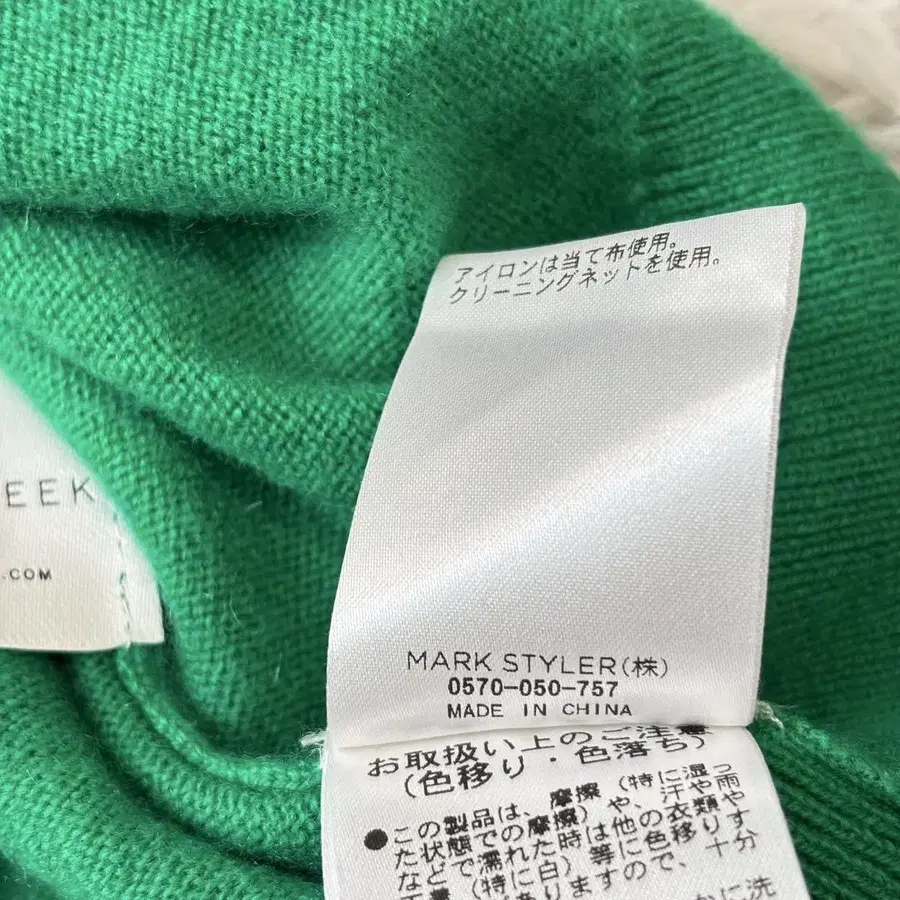 EEK
.COM
アイロンは当て布使用。
クリーニングネットを使用。
MARK STYLER(株)
0570-050-757
MADE IN CHINA
お取扱い上のご注意
(色移り・色落ち)
●この製品は、摩擦(特に湿っ
た状態での摩擦)や、汗や雨
などで濡れた時は他の衣類や
(特に白)等に色移りす
ありますので、十分
かに洗